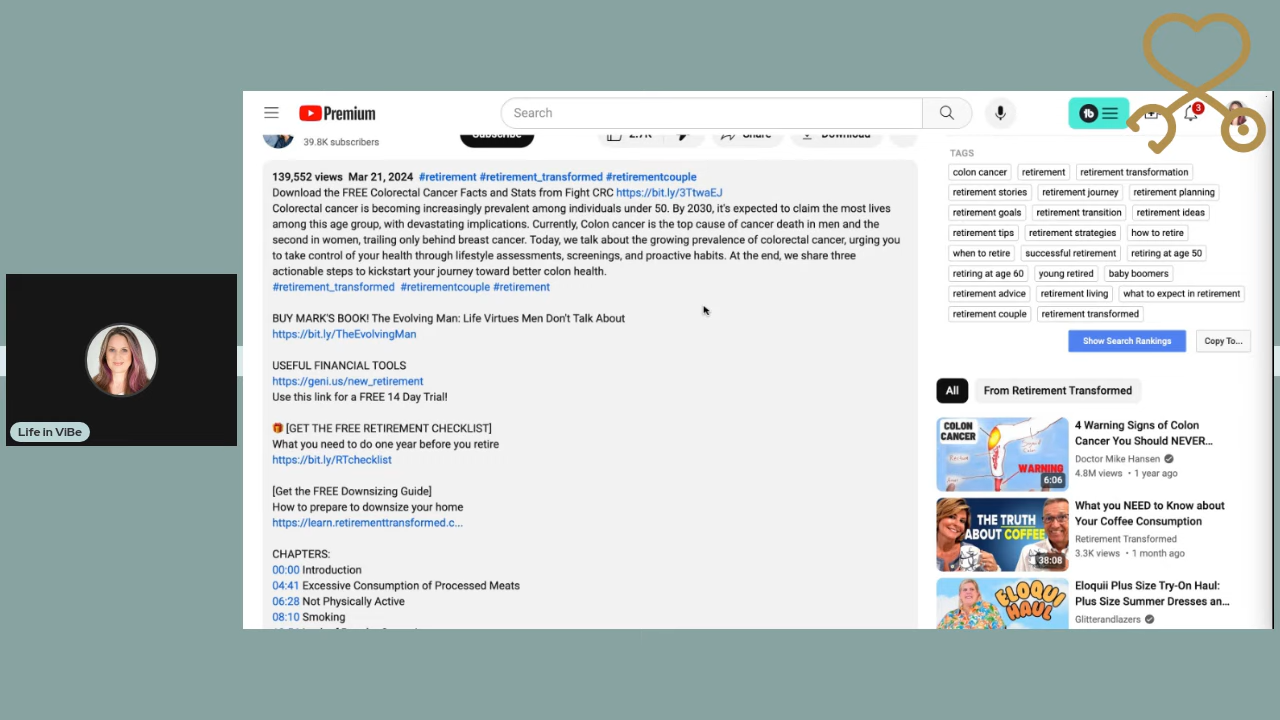 Premium
Search
3
39.8K subscribers
Subscribe
2.7K
Share
Download
139,552 views Mar 21, 2024 #retirement #retirement_transformed #retirementcouple
Download the FREE Colorectal Cancer Facts and Stats from Fight CRC https://bit.ly/3TtwaEJ
Colorectal cancer is becoming increasingly prevalent among individuals under 50. By 2030, it's expected to claim the most lives
among this age group, with devastating implications. Currently, Colon cancer is the top cause of cancer death in men and the
second in women, trailing only behind breast cancer. Today, we talk about the growing prevalence of colorectal cancer, urging you
to take control of your health through lifestyle assessments, screenings, and proactive habits. At the end, we share three
actionable steps to kickstart your journey toward better colon health.
#retirement_transformed #retirementcouple #retirement
BUY MARK'S BOOK! The Evolving Man: Life Virtues Men Don't Talk About
https://bit.ly/TheEvolvingMan
USEFUL FINANCIAL TOOLS
https://geni.us/new_retirement
Use this link for a FREE 14 Day Trial!
[GET THE FREE RETIREMENT CHECKLIST]
What you need to do one year before you retire
https://bit.ly/RTchecklist
[Get the FREE Downsizing Guide]
How to prepare to downsize your home
https://learn.retirementtransformed.c...
CHAPTERS:
00:00 Introduction
04:41 Excessive Consumption of Processed Meats
06:28 Not Physically Active
08:10 Smoking
TAGS
colon cancer retirement retirement transformation
retirement stories retirement journey retirement planning
retirement goals retirement transition retirement ideas
retirement tips retirement strategies how to retire
when to retire successful retirement retiring at age 50
retiring at age 60 young retired baby boomers
retirement advice retirement living what to expect in retirement
retirement couple retirement transformed
Show Search Rankings Copy To...
All From Retirement Transformed
COLON
CANCER
WARNING
6:06
4 Warning Signs of Colon
Cancer You Should NEVER...
Doctor Mike Hansen
4.8M views • 1 year ago
THE TRUTH
ABOUT COFFEE
38:08
What you NEED to Know about
Your Coffee Consumption
Retirement Transformed
3.3K views • 1 month ago
ELOQUII
HAUL
Eloquii Plus Size Try-On Haul:
Plus Size Summer Dresses an...
Glitterandlazers
Life in ViBe